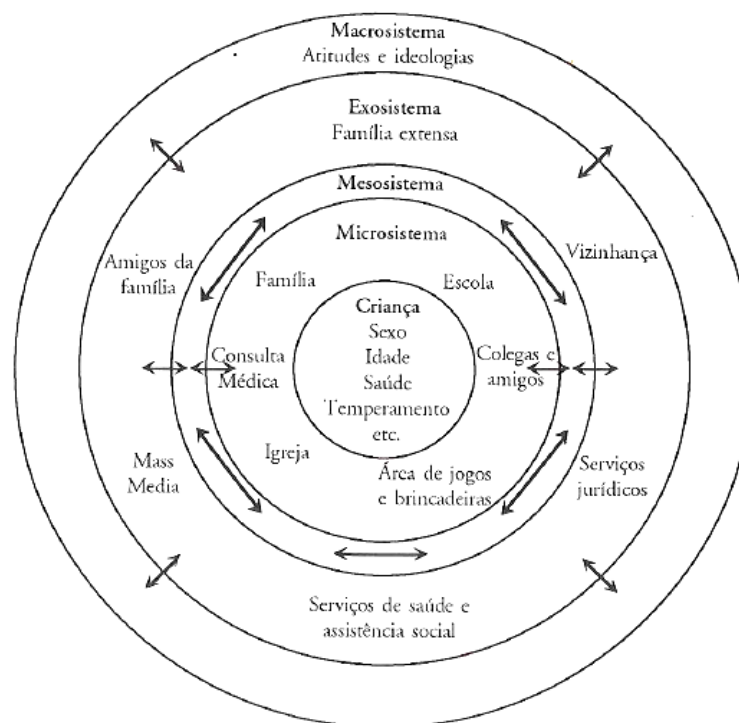 Macrosistema
Atitudes e ideologias
Exosistema
Família extensa
Mesosistema
Microsistema
Amigos da
família
Família
Escola
Vizinhança
Criança
Sexo
Idade
Saúde
Temperamento
etc.
Consulta
Médica
Colegas e
amigos
Igreja
Área de jogos
e brincadeiras
Mass
Media
Serviços
jurídicos
Serviços de saúde e
assistência social